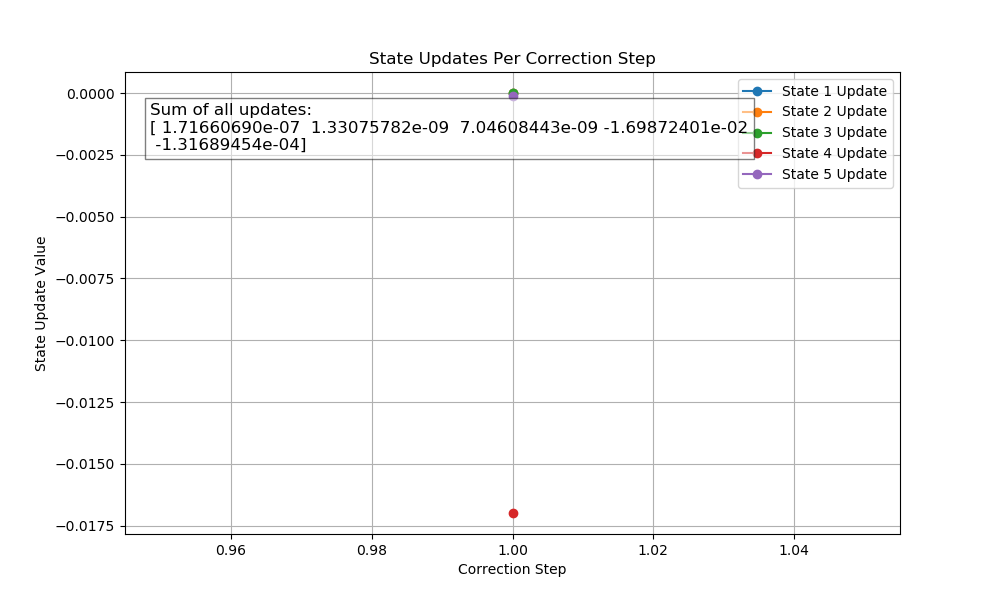 State Updates Per Correction Step
0.0000
−0.0025
−0.0050
−0.0075
−0.0100
−0.0125
−0.0150
−0.0175
State Update Value
Sum of all updates:
[ 1.71660690e-07  1.33075782e-09  7.04608443e-09 -1.69872401e-02
-1.31689454e-04]
State 1 Update
State 2 Update
State 3 Update
State 4 Update
State 5 Update
0.96
0.98
1.00
1.02
1.04
Correction Step